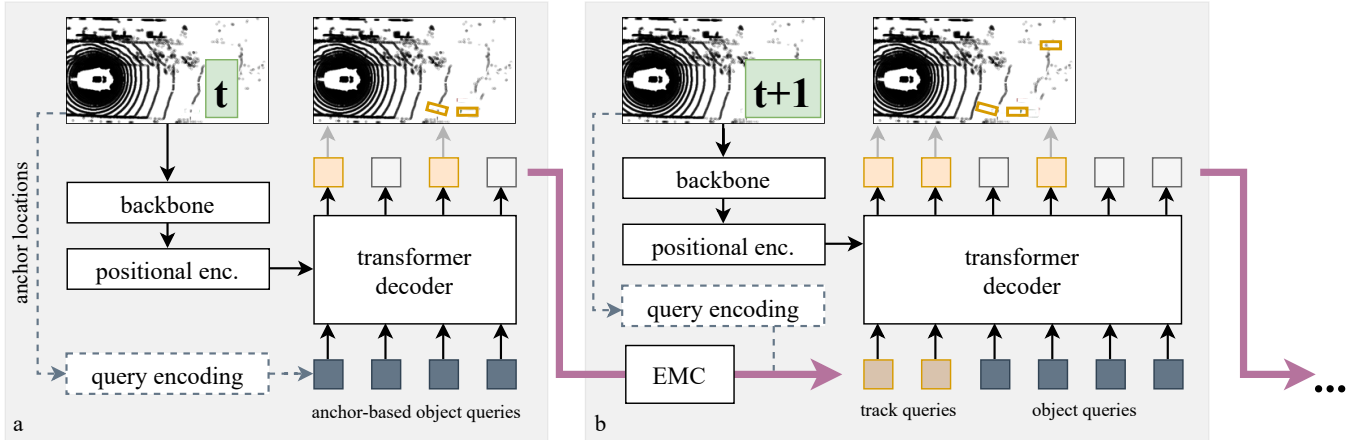 t
anchor locations
backbone
positional enc.
transformer
decoder
query encoding
anchor-based object queries
a
t+1
backbone
positional enc.
transformer
decoder
query encoding
EMC
track queries
object queries
b
...